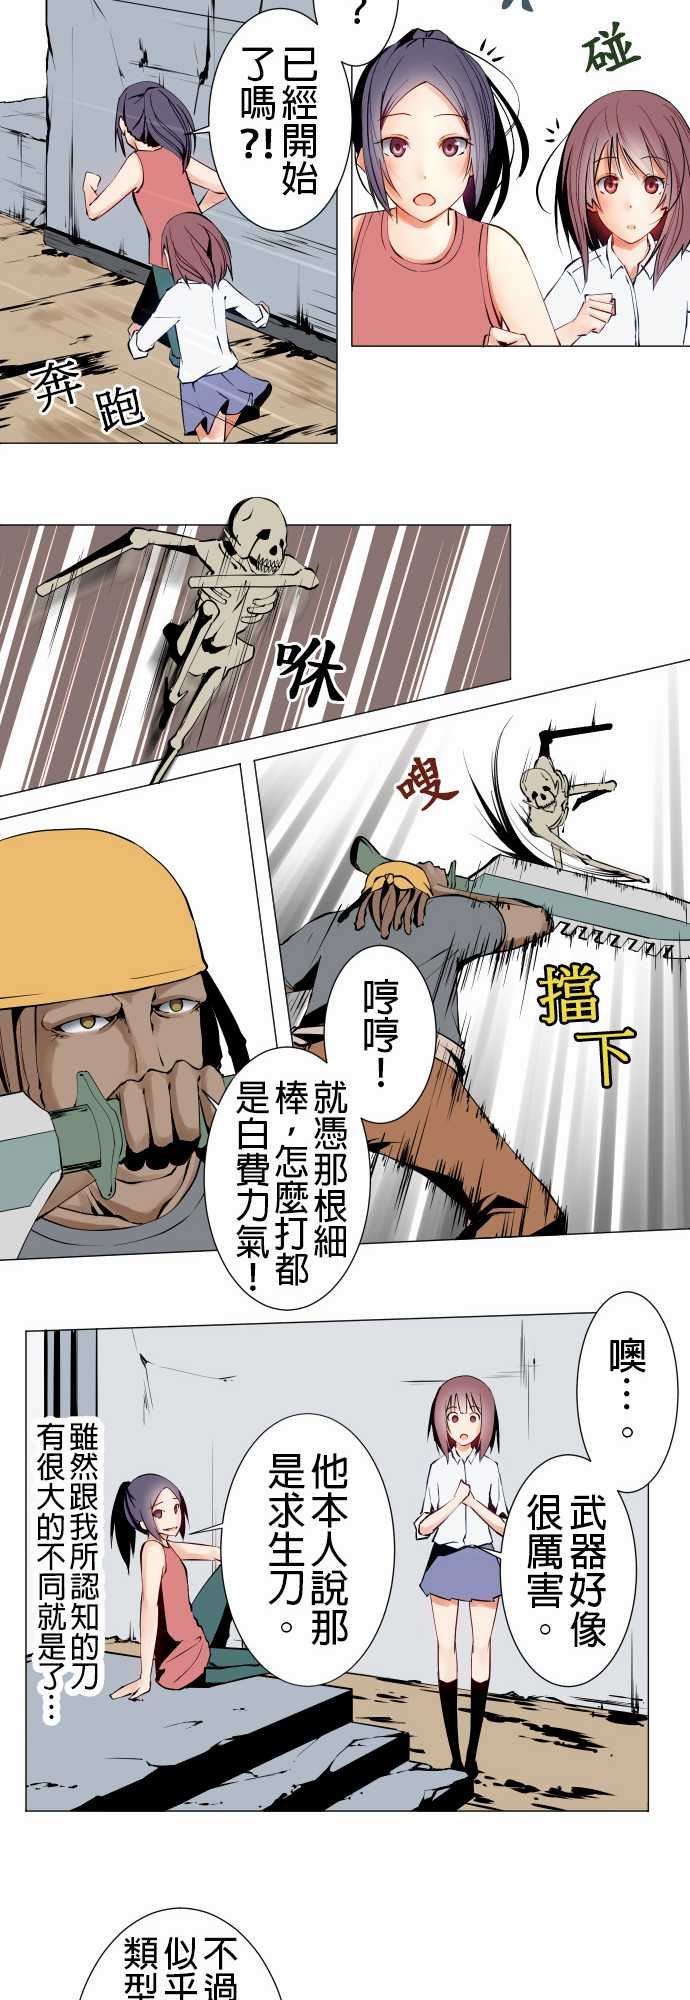 ?
碰
已經開始
了嗎?!
奔跑
咻
嗖
擋下
哼哼！
就憑那根細
棒，怎麼打都
是白費力氣！
噢…。
武器好像
很厲害。
他本人說那
是求生刀。
雖然跟我所認知的刀
有很大的不同就是了…
不過
似乎
類型